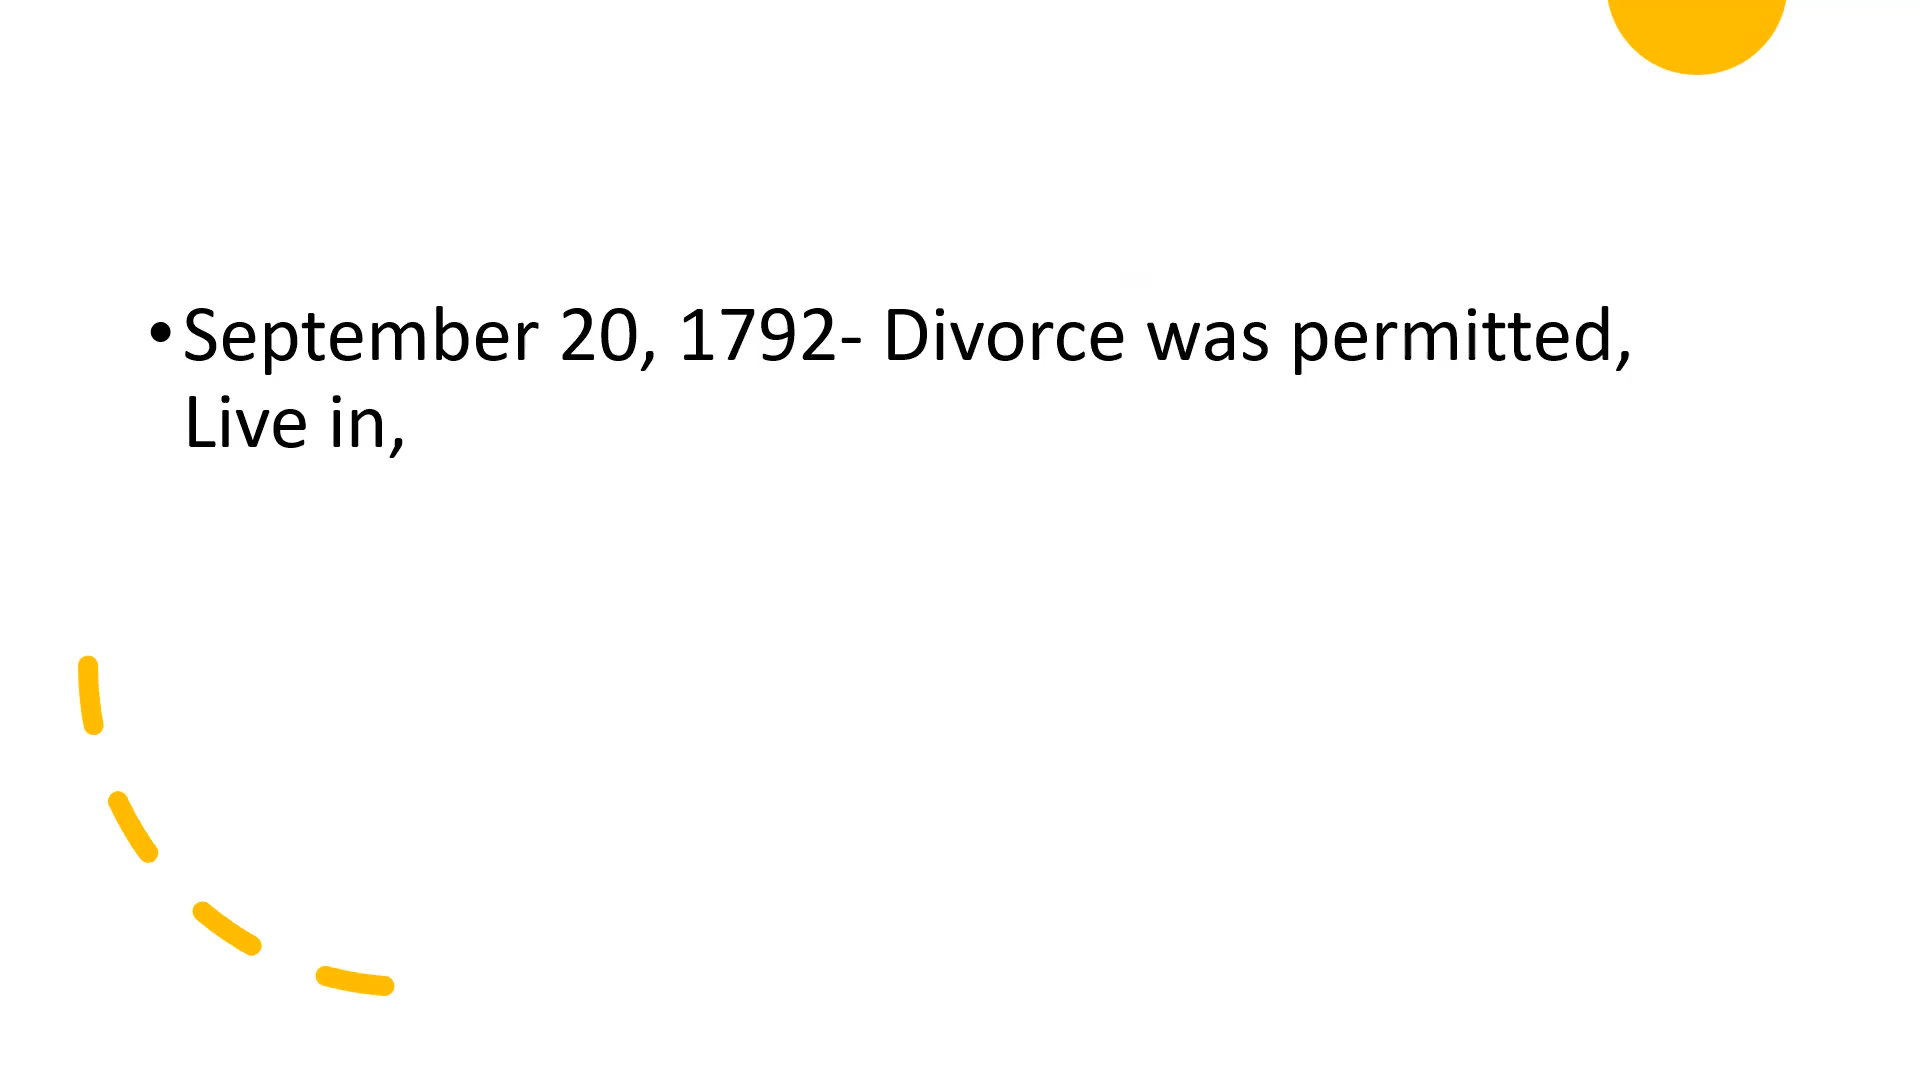 •September 20, 1792- Divorce was permitted,
Live in,